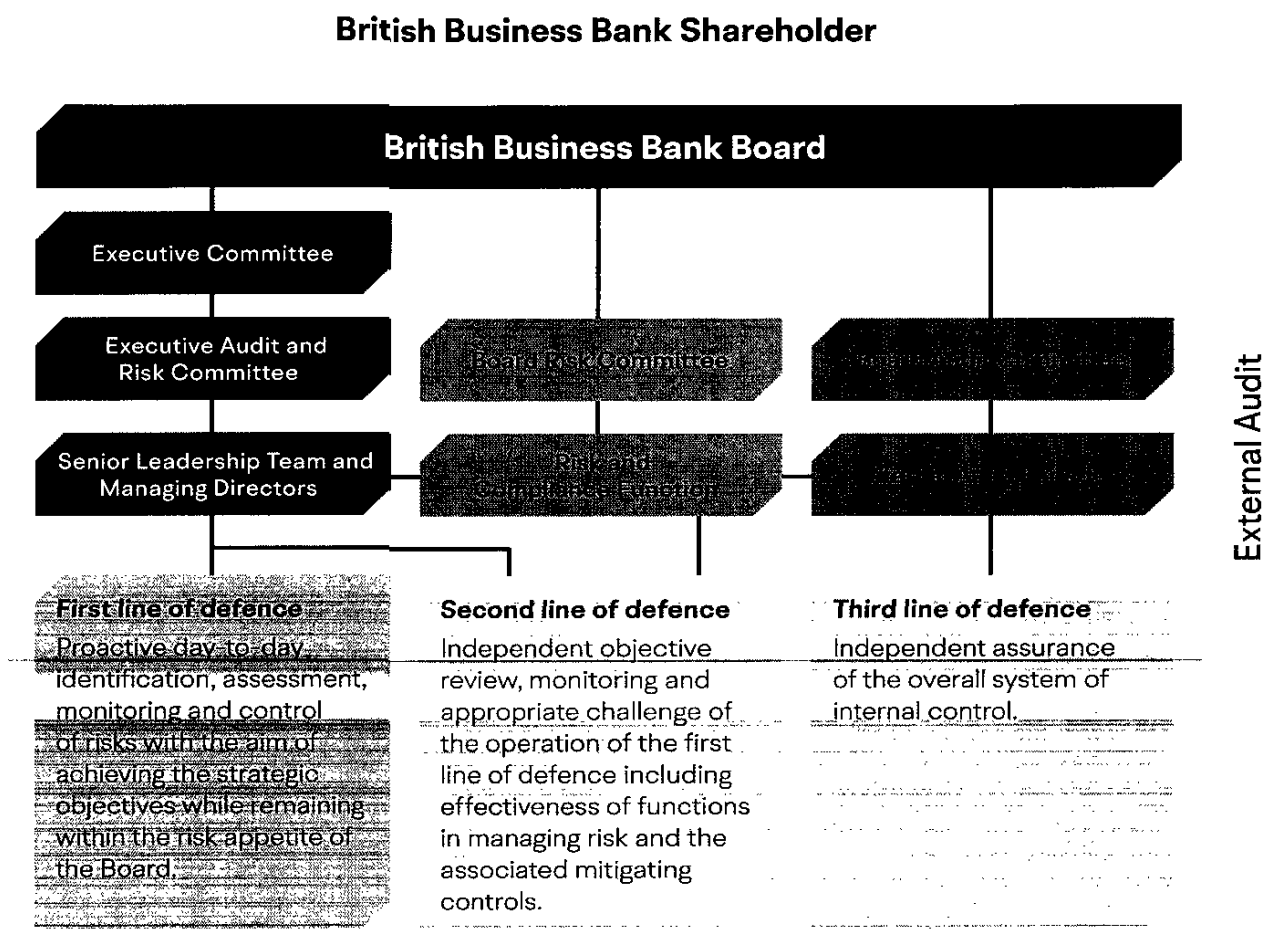 British Business Bank Shareholder
British Business Bank Board
Executive Committee
Executive Audit and
Risk Committee
Board Risk Committee
Senior Leadership Team and
Managing Directors
Risk and
Compliance Function
External Audit
First line of defence
Proactive day-to-day
identification, assessment,
monitoring and control
of risks with the aim of
achieving the strategic
objectives while remaining
within the risk appetite of
the Board.
Second line of defence
Independent objective
review, monitoring and
appropriate challenge of
the operation of the first
line of defence including
effectiveness of functions
in managing risk and the
associated mitigating
controls.
Third line of defence
Independent assurance
of the overall system of
internal control.